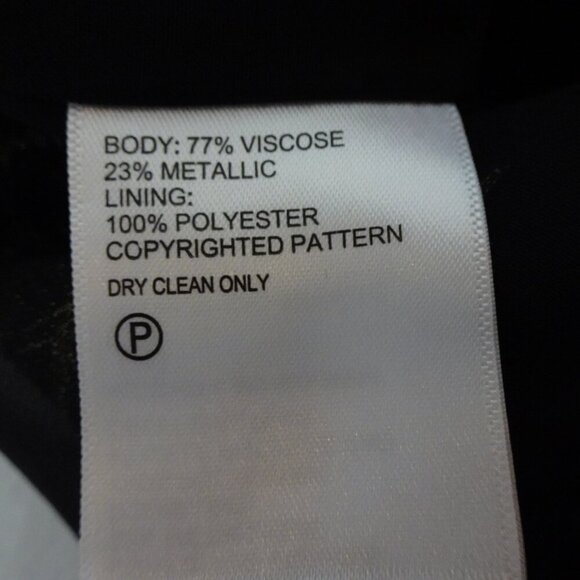 BODY: 77% VISCOSE
23% METALLIC
LINING:
100% POLYESTER
COPYRIGHTED PATTERN
DRY CLEAN ONLY
P